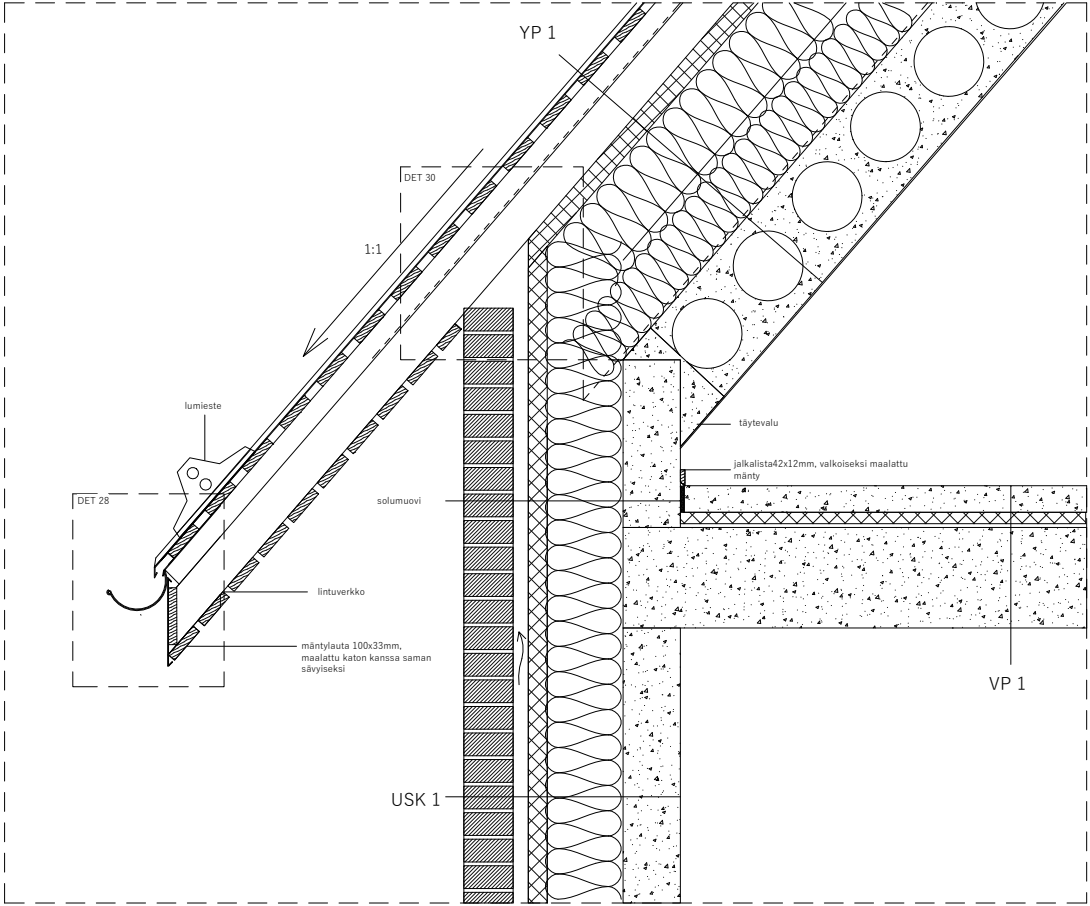 YP 1
DET 30
1:1
lumieste
täytevalu
jalkalista42x12mm, valkoiseksi maalattu
mänty
DET 28
solumuovi
lintuverkko
mäntylauta 100x33mm,
maalattu katon kanssa saman
sävyiseksi
VP 1
USK 1